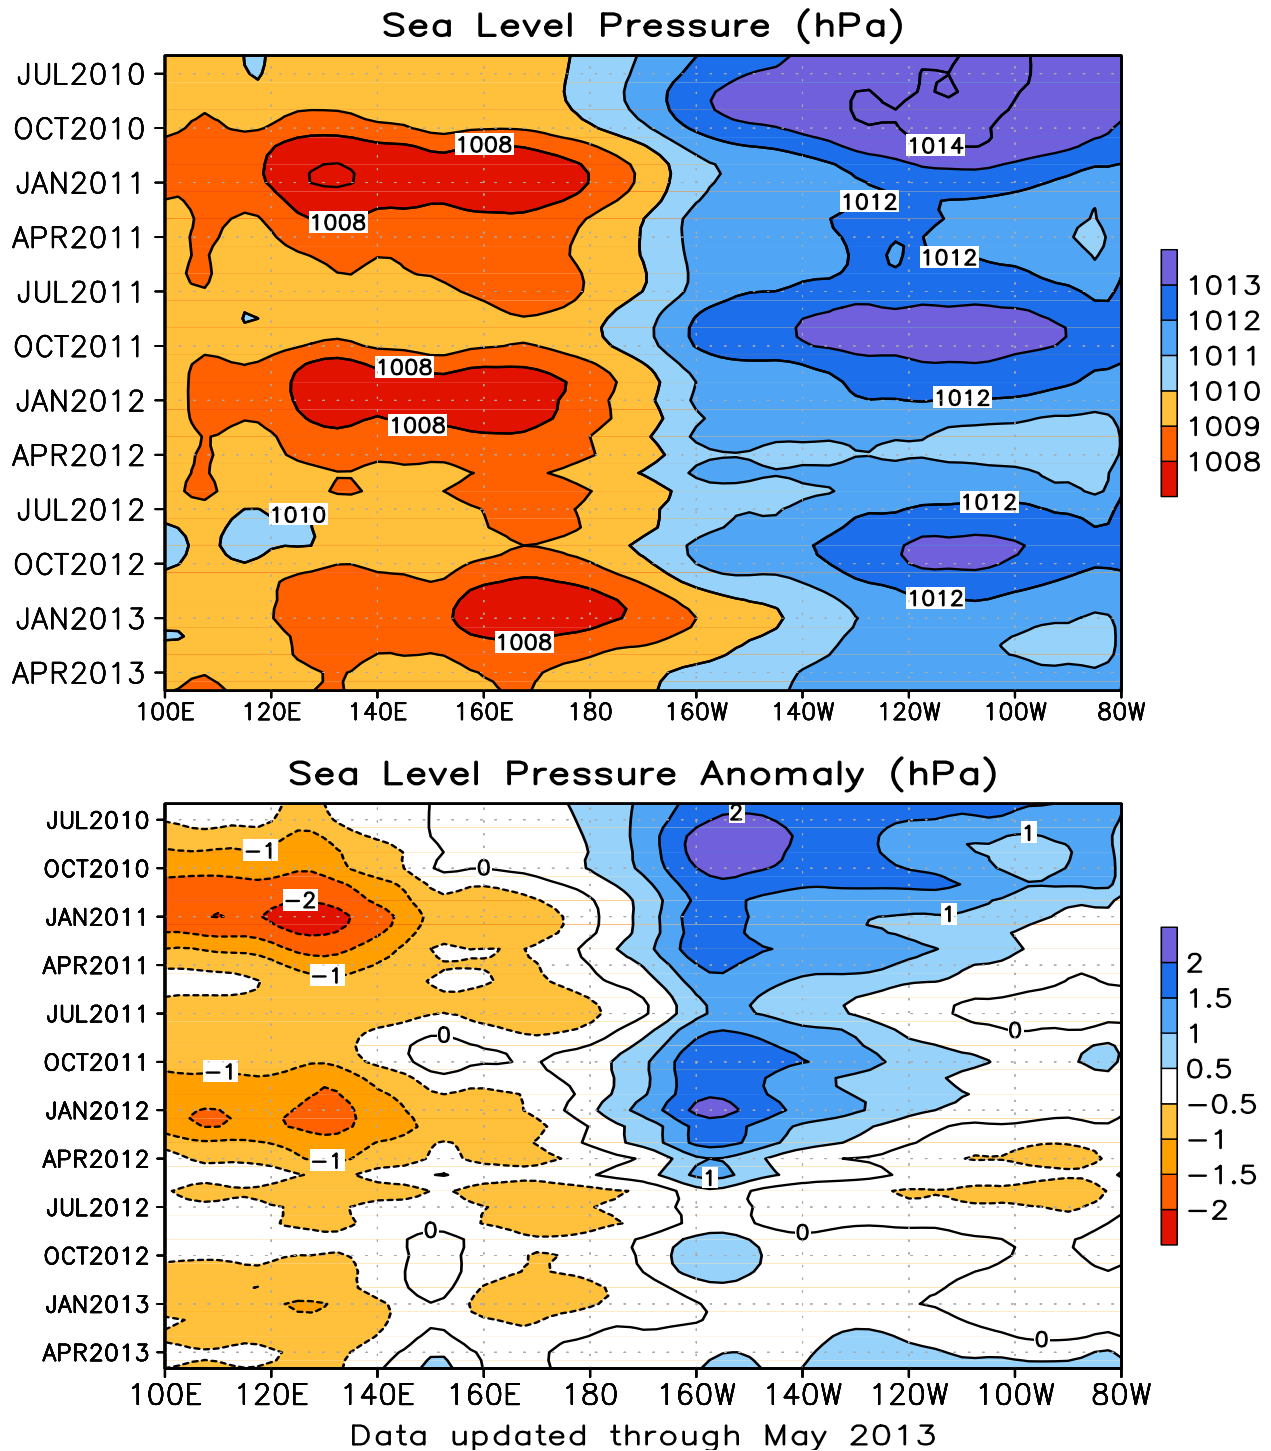 Sea Level Pressure (hPa)
JUL2010
OCT2010
JAN2011
APR2011
JUL2011
OCT2011
JAN2012
APR2012
JUL2012
OCT2012
JAN2013
APR2013
1008
1014
1008
1012
1012
1008
1012
1008
1012
1010
1012
1008
100E 120E 140E 160E 180 160W 140W 120W 100W 80W
1013
1012
1011
1010
1009
1008
Sea Level Pressure Anomaly (hPa)
JUL2010
OCT2010
JAN2011
APR2011
JUL2011
OCT2011
JAN2012
APR2012
JUL2012
OCT2012
JAN2013
APR2013
2
1
-1
0
-2
1
-1
0
0
-1
-1
1
0
0
0
100E 120E 140E 160E 180 160W 140W 120W 100W 80W
2
1.5
1
0.5
-0.5
-1
-1.5
-2
Data updated through May 2013